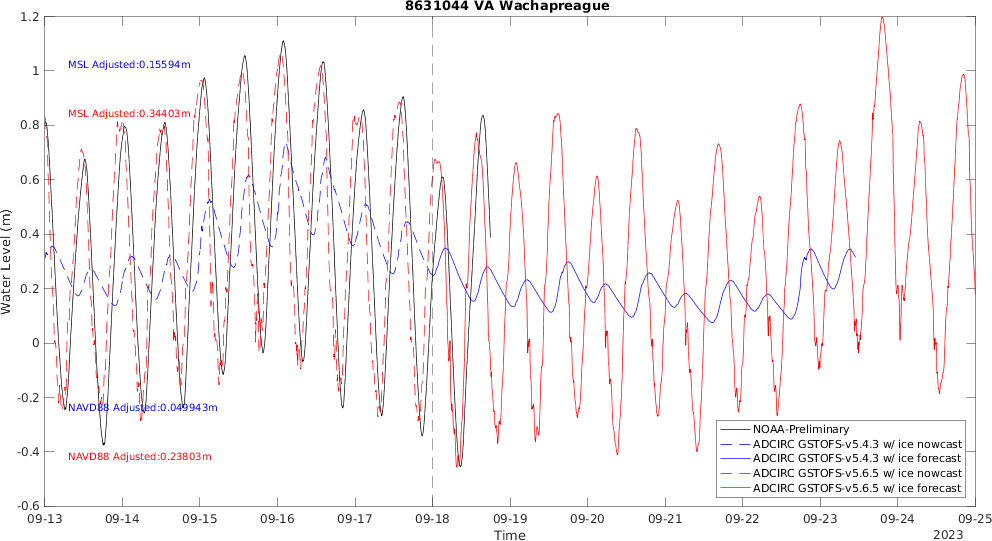 8631044 VA Wachapreague
1.2
1
0.8
0.6
0.4
0.2
0
-0.2
-0.4
-0.6
Water Level (m)
MSL Adjusted:0.15594m
MSL Adjusted:0.34403m
NAVD88 Adjusted:0.049943m
NAVD88 Adjusted:0.23803m
NOAA-Preliminary
ADCIRC GSTOFS-v5.4.3 w/ ice nowcast
ADCIRC GSTOFS-v5.4.3 w/ ice forecast
ADCIRC GSTOFS-v5.6.5 w/ ice nowcast
ADCIRC GSTOFS-v5.6.5 w/ ice forecast
09-13 09-14 09-15 09-16 09-17 09-18 09-19 09-20 09-21 09-22 09-23 09-24 09-25
Time
2023